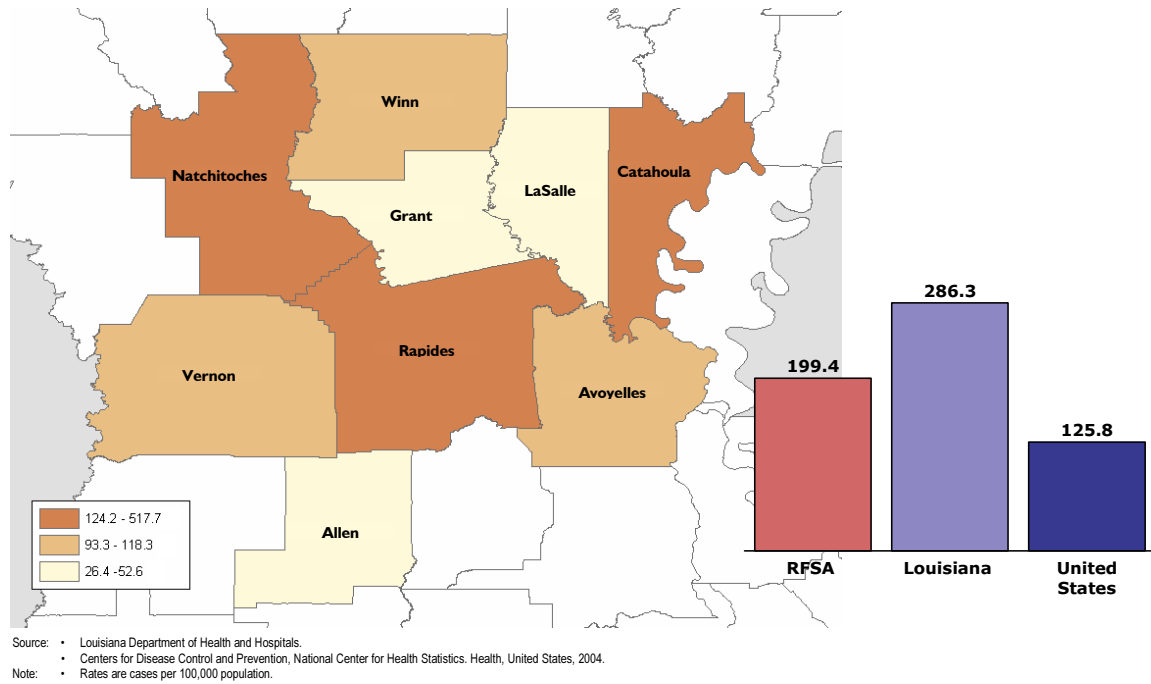 Winn
Natchitoches
Catahoula
LaSalle
Grant
Rapides
Vernon
Avoyelles
Allen
124.2 - 517.7
93.3 - 118.3
26.4 -52.6
286.3
199.4
125.8
RFSA
Louisiana
United
States
Source: • Louisiana Department of Health and Hospitals.
• Centers for Disease Control and Prevention, National Center for Health Statistics. Health, United States, 2004.
Note: • Rates are cases per 100,000 population.